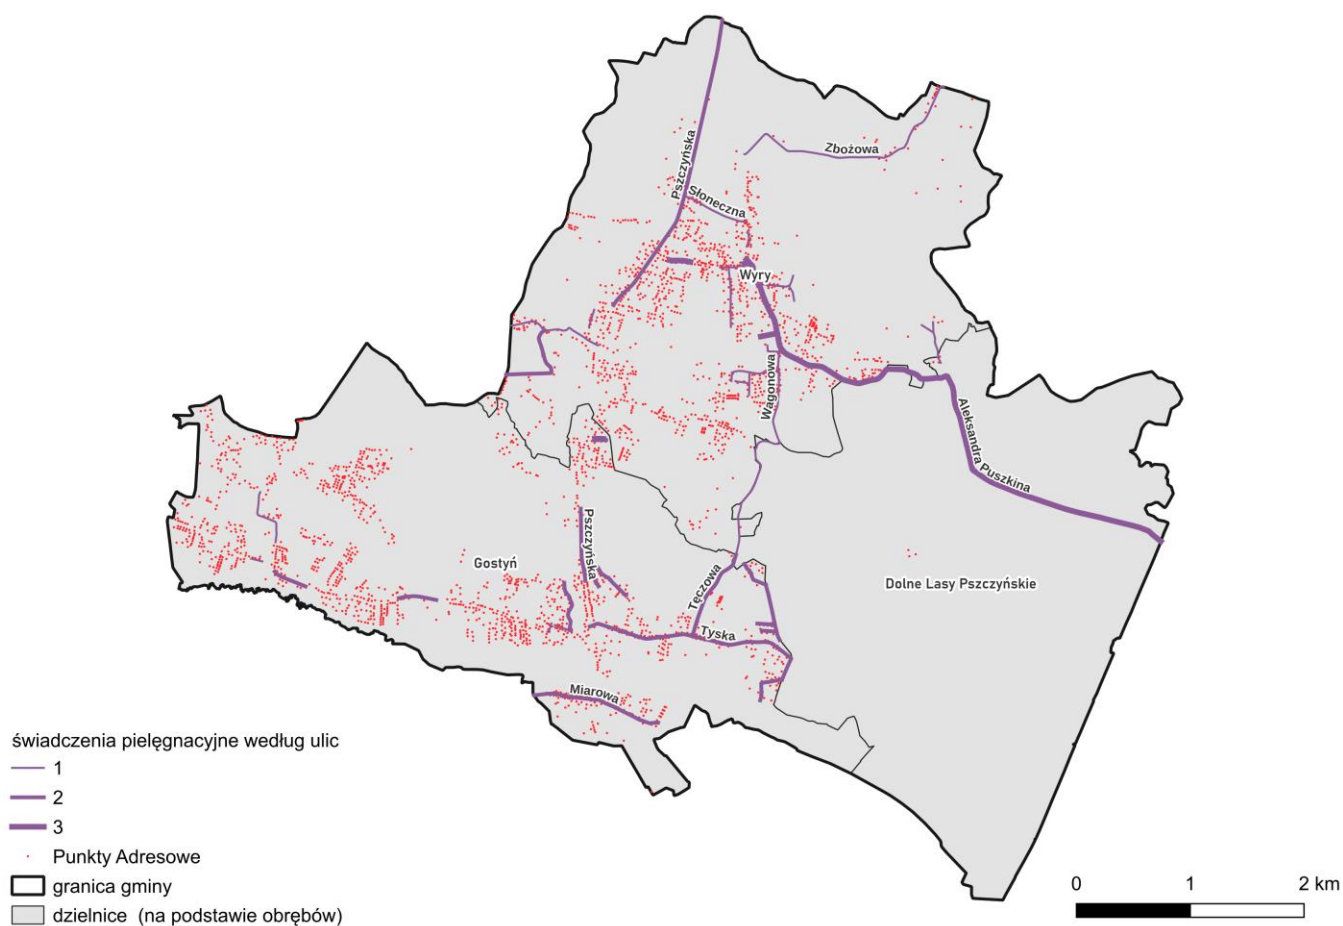 Zbożowa
Pszczyńska
Słoneczna
Wyry
Wagonowa
Aleksandra Puszkina
Pszczyńska
Gostyń
Tęczowa
Dolne Lasy Pszczyńskie
Tyska
Miarowa
świadczenia pielęgnacyjne według ulic
1
2
3
Punkty Adresowe
granica gminy
dzielnice (na podstawie obrębów)
0 1 2 km